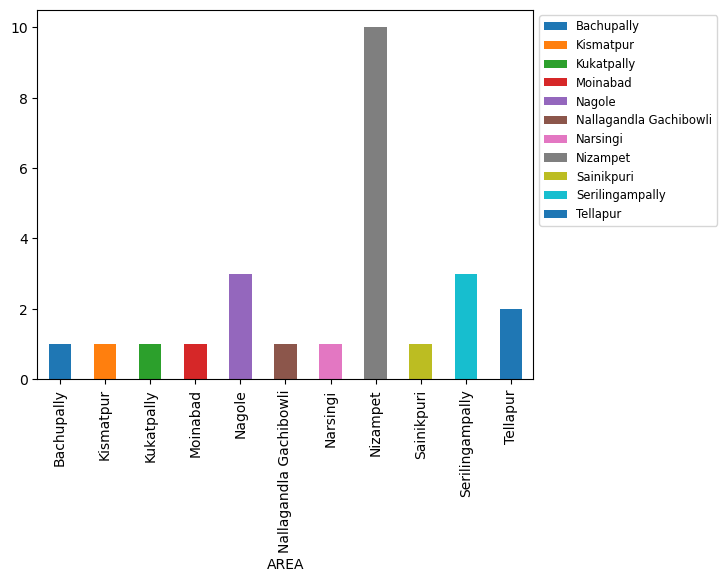 10
8
6
4
2
0
Bachupally
Kismatpur
Kukatpally
Moinabad
Nagole
Nallagandla Gachibowli
Narsingi
Nizampet
Sainikpuri
Serilingampally
Tellapur
AREA
Bachupally
Kismatpur
Kukatpally
Moinabad
Nagole
Nallagandla Gachibowli
Narsingi
Nizampet
Sainikpuri
Serilingampally
Tellapur